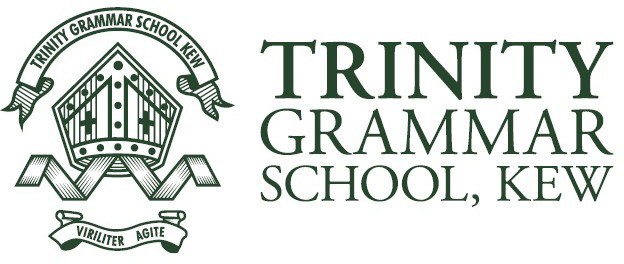 TRINITY GRAMMAR SCHOOL KEW
VIRILITER AGITE
TRINITY
GRAMMAR
SCHOOL, KEW